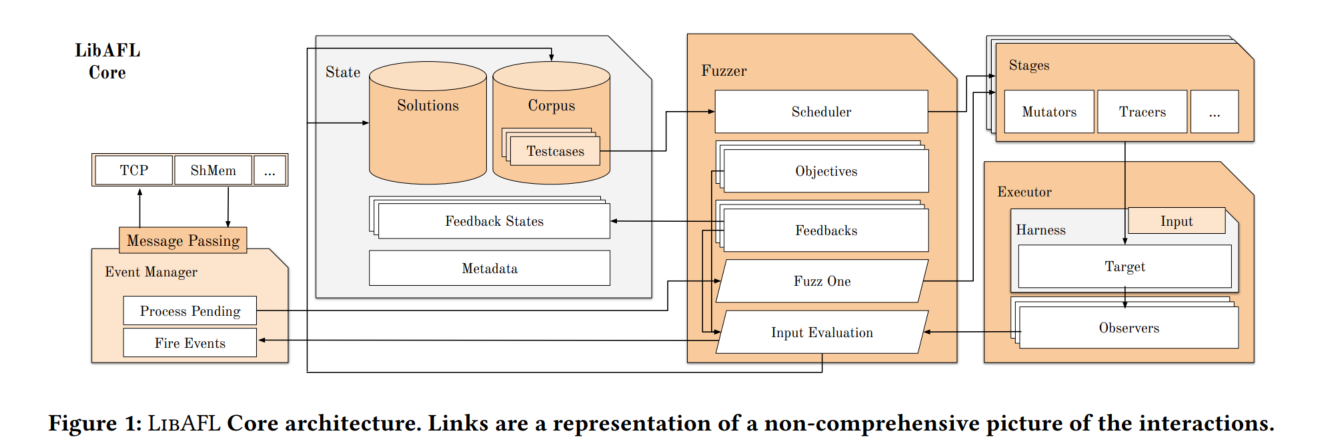 LibAFL
Core
State
Solutions
Corpus
Testcases
Feedback States
Metadata
TCP
ShMem
...
Message Passing
Event Manager
Process Pending
Fire Events
Fuzzer
Scheduler
Objectives
Feedbacks
Fuzz One
Input Evaluation
Stages
Mutators
Tracers
...
Executor
Input
Harness
Target
Observers
Figure 1: LibAFL Core architecture. Links are a representation of a non-comprehensive picture of the interactions.